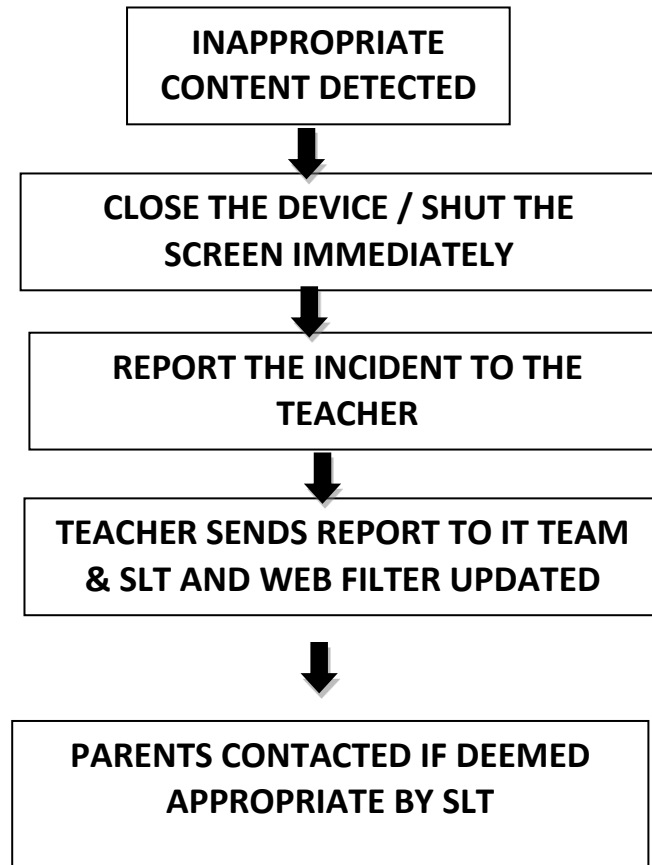 INAPPROPRIATE
CONTENT DETECTED
CLOSE THE DEVICE / SHUT THE
SCREEN IMMEDIATELY
REPORT THE INCIDENT TO THE
TEACHER
TEACHER SENDS REPORT TO IT TEAM
& SLT AND WEB FILTER UPDATED
PARENTS CONTACTED IF DEEMED
APPROPRIATE BY SLT